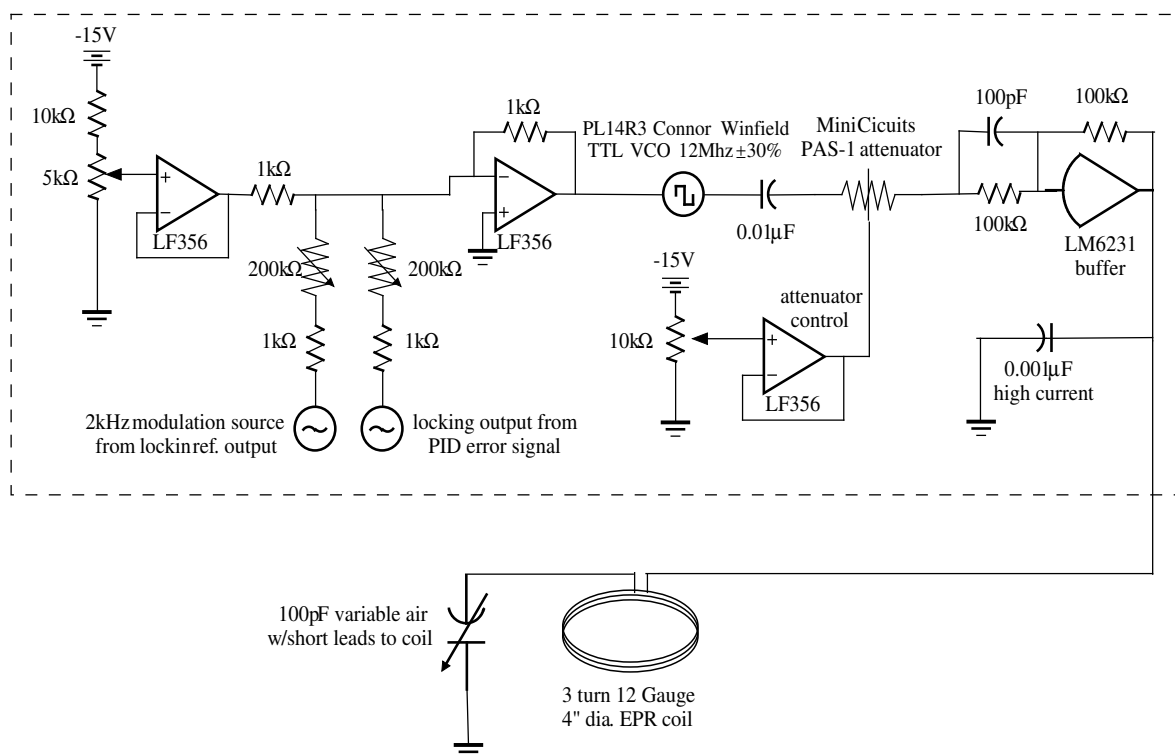 -15V
10kΩ
5kΩ
+
−
LF356
1kΩ
1kΩ
−
+
LF356
200kΩ
200kΩ
1kΩ
1kΩ
2kHz modulation source
from lockin ref. output
locking output from
PID error signal
PL14R3 Connor Winfield
TTL VCO 12Mhz ±30%
0.01µF
MiniCicuits
PAS-1 attenuator
-15V
10kΩ
attenuator
control
+
−
LF356
100pF
100kΩ
100kΩ
LM6231
buffer
0.001µF
high current
100pF variable air
w/short leads to coil
3 turn 12 Gauge
4" dia. EPR coil